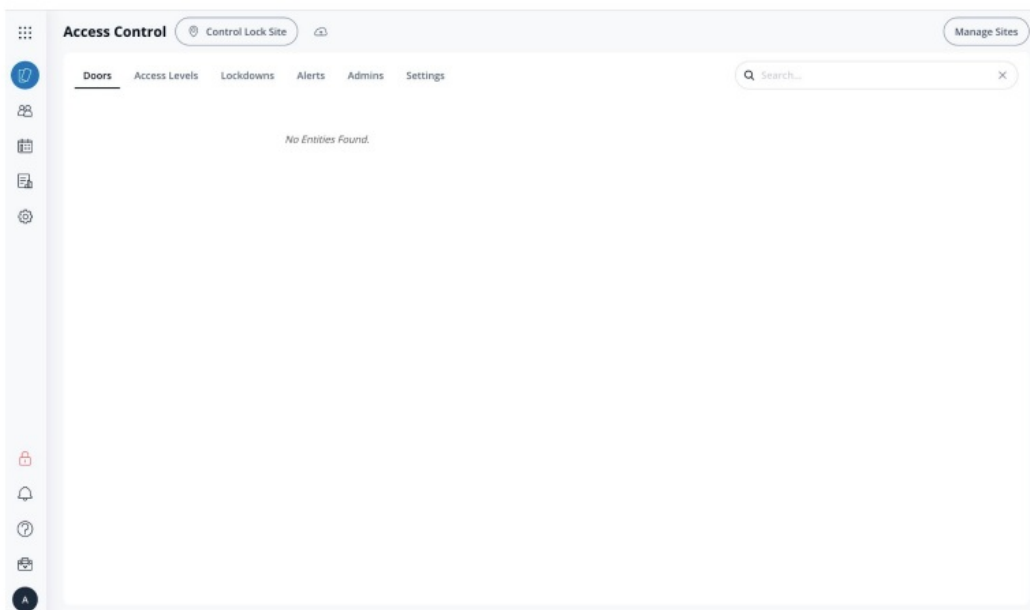 Access Control Control Lock Site Manage Sites
Doors Access Levels Lockdowns Alerts Admins Settings Search...
No Entities Found.
A